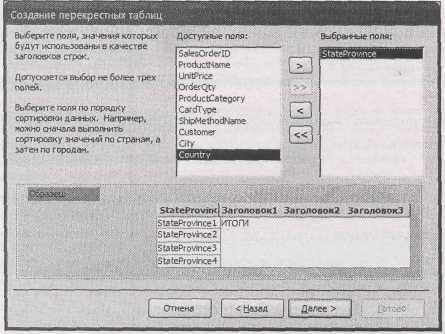 Создание перекрестных таблиц
Выберите поля, значения которых
будут использованы в качестве
заголовков строк.
Допускается выбор не более трех
полей.
Выберите поля по порядку
сортировки данных. Например,
можно сначала выполнить
сортировку значений по странам, а
затем по городам.
Доступные поля:
SalesOrderID
ProductName
UnitPrice
OrderQty
ProductCategory
CardType
ShipMethodName
Customer
City
Country
>
>>
<
<<
Выбранные поля:
StateProvince
Образец
StateProvinc Заголовок1 Заголовок2 Заголовок3
StateProvince1 ИТОГИ
StateProvince2
StateProvince3
StateProvince4
Отмена
< Назад
Далее >
Готово